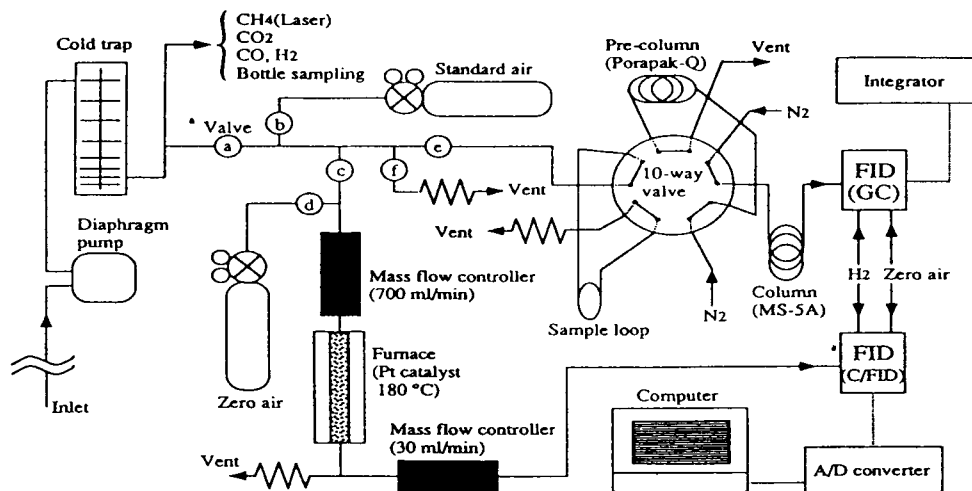 CH4(Laser)
CO2
CO, H2
Bottle sampling
Cold trap
Standard air
Pre-column
(Porapak-Q)
Vent
Integrator
N2
Valve
a
b
c
d
e
f
10-way
valve
FID
(GC)
Vent
Vent
Diaphragm
pump
Mass flow controller
(700 ml/min)
Sample loop
N2
Column
(MS-5A)
H2
Zero air
Furnace
(Pt catalyst
180 °C)
FID
(C/FID)
Inlet
Zero air
Mass flow controller
(30 ml/min)
Computer
Vent
A/D converter